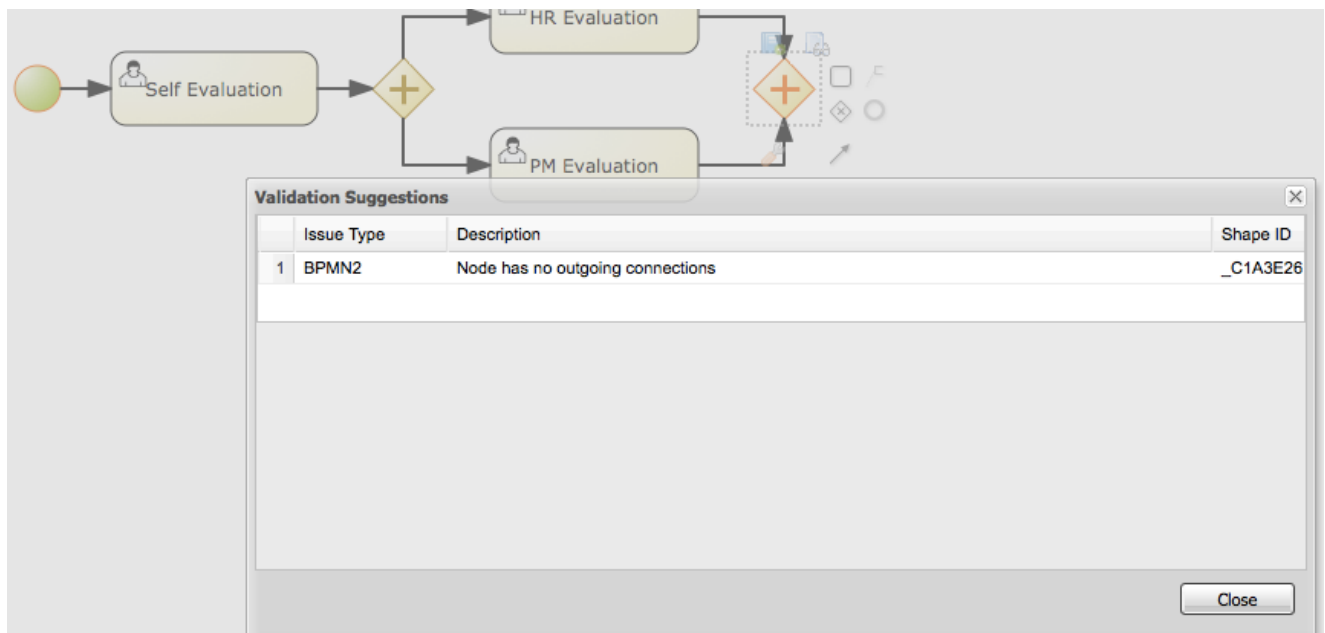 HR Evaluation
Self Evaluation
PM Evaluation
Validation Suggestions
Issue Type Description Shape ID
1 BPMN2 Node has no outgoing connections _C1A3E26
Close